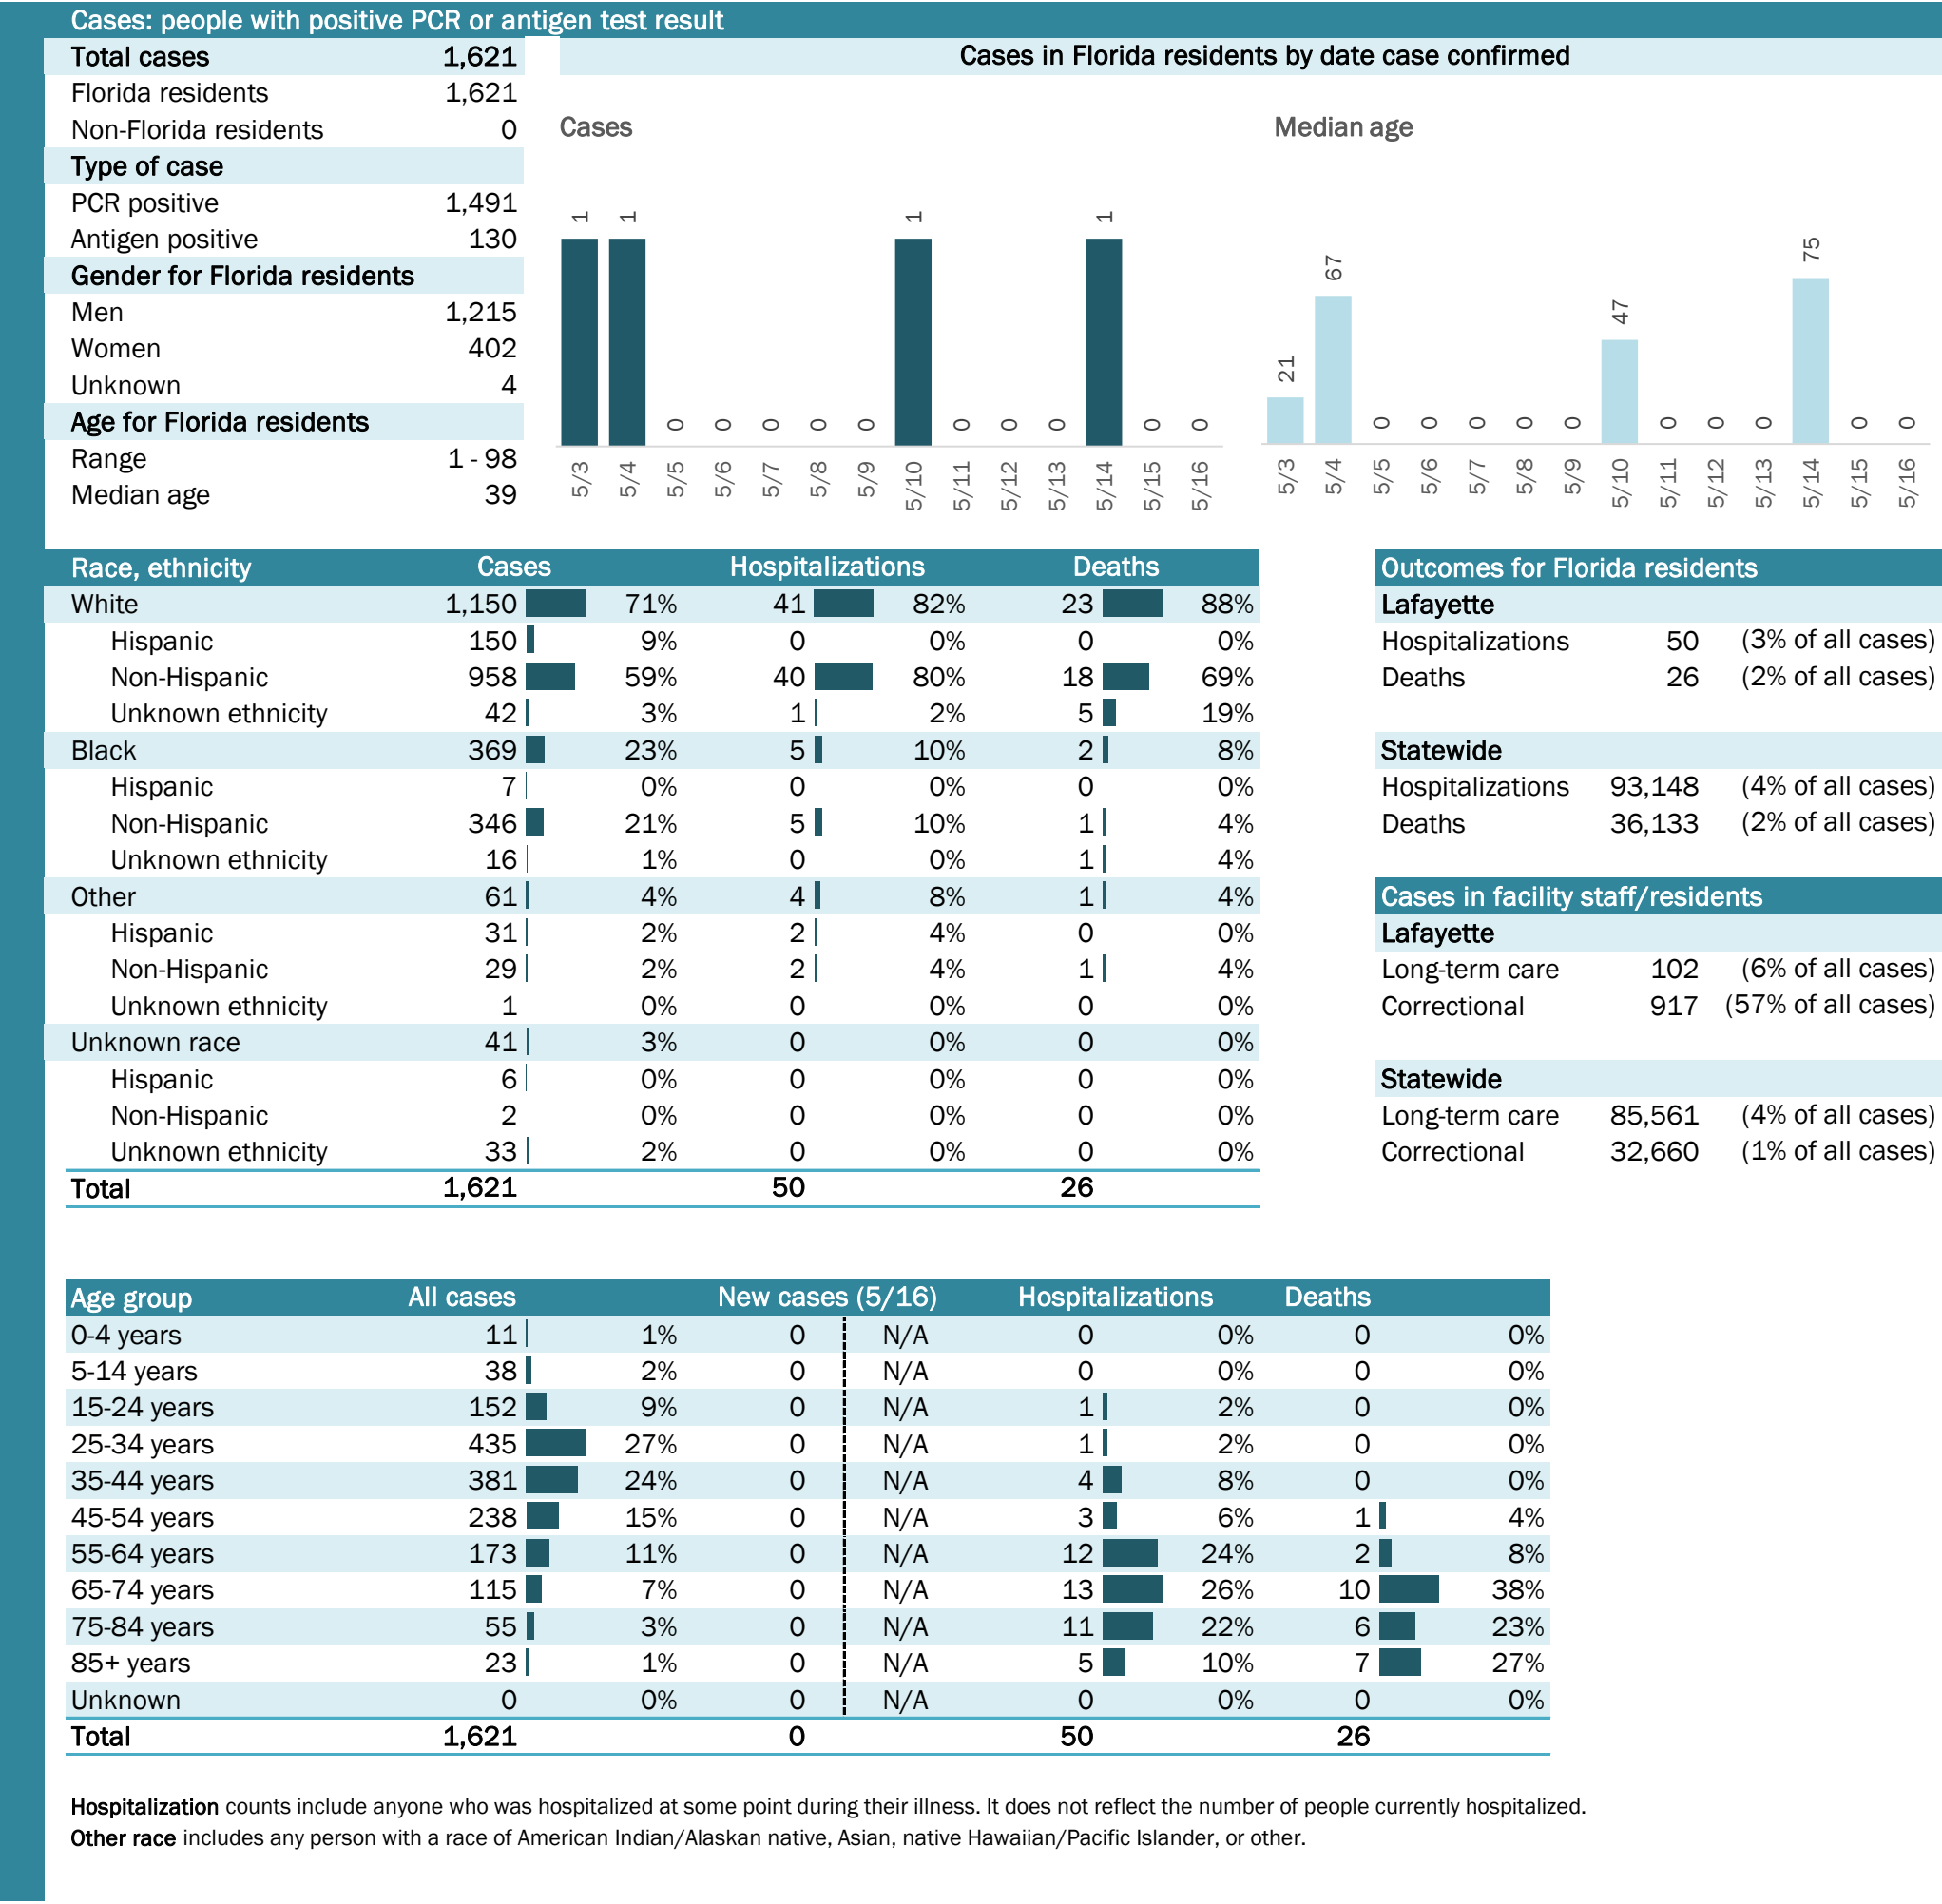 Cases: people with positive PCR or antigen test result
Total cases 1,621
Florida residents 1,621
Non-Florida residents 0
Type of case
PCR positive 1,491
Antigen positive 130
Gender for Florida residents
Men 1,215
Women 402
Unknown 4
Age for Florida residents
Range 1 - 98
Median age 39
Cases in Florida residents by date case confirmed
Cases
1 1 0 0 0 0 0 1 0 0 0 1 0 0
5/3 5/4 5/5 5/6 5/7 5/8 5/9 5/10 5/11 5/12 5/13 5/14 5/15 5/16
Median age
21 67 0 0 0 0 0 47 0 0 0 75 0 0
5/3 5/4 5/5 5/6 5/7 5/8 5/9 5/10 5/11 5/12 5/13 5/14 5/15 5/16
Race, ethnicity Cases Hospitalizations Deaths
White 1,150 71% 41 82% 23 88%
Hispanic 150 9% 0 0% 0 0%
Non-Hispanic 958 59% 40 80% 18 69%
Unknown ethnicity 42 3% 1 2% 5 19%
Black 369 23% 5 10% 2 8%
Hispanic 7 0% 0 0% 0 0%
Non-Hispanic 346 21% 5 10% 1 4%
Unknown ethnicity 16 1% 0 0% 1 4%
Other 61 4% 4 8% 1 4%
Hispanic 31 2% 2 4% 0 0%
Non-Hispanic 29 2% 2 4% 1 4%
Unknown ethnicity 1 0% 0 0% 0 0%
Unknown race 41 3% 0 0% 0 0%
Hispanic 6 0% 0 0% 0 0%
Non-Hispanic 2 0% 0 0% 0 0%
Unknown ethnicity 33 2% 0 0% 0 0%
Total 1,621 50 26
Outcomes for Florida residents
Lafayette
Hospitalizations 50 (3% of all cases)
Deaths 26 (2% of all cases)
Statewide
Hospitalizations 93,148 (4% of all cases)
Deaths 36,133 (2% of all cases)
Cases in facility staff/residents
Lafayette
Long-term care 102 (6% of all cases)
Correctional 917 (57% of all cases)
Statewide
Long-term care 85,561 (4% of all cases)
Correctional 32,660 (1% of all cases)
Age group All cases New cases (5/16) Hospitalizations Deaths
0-4 years 11 1% 0 N/A 0 0% 0 0%
5-14 years 38 2% 0 N/A 0 0% 0 0%
15-24 years 152 9% 0 N/A 1 2% 0 0%
25-34 years 435 27% 0 N/A 1 2% 0 0%
35-44 years 381 24% 0 N/A 4 8% 0 0%
45-54 years 238 15% 0 N/A 3 6% 1 4%
55-64 years 173 11% 0 N/A 12 24% 2 8%
65-74 years 115 7% 0 N/A 13 26% 10 38%
75-84 years 55 3% 0 N/A 11 22% 6 23%
85+ years 23 1% 0 N/A 5 10% 7 27%
Unknown 0 0% 0 N/A 0 0% 0 0%
Total 1,621 0 50 26
Hospitalization counts include anyone who was hospitalized at some point during their illness. It does not reflect the number of people currently hospitalized.
Other race includes any person with a race of American Indian/Alaskan native, Asian, native Hawaiian/Pacific Islander, or other.